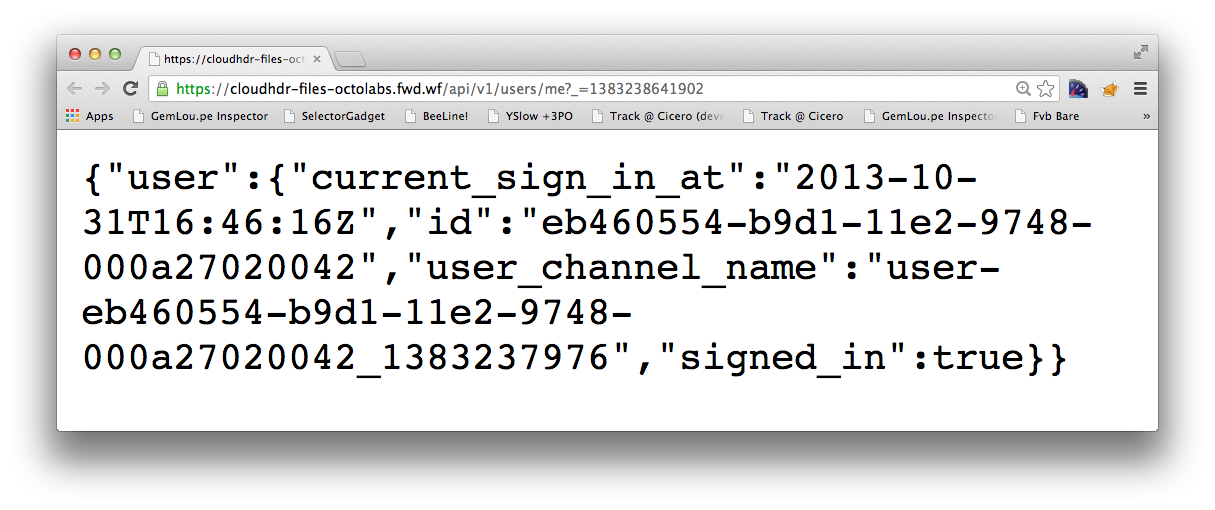 https://cloudhdr-files-oct
https://cloudhdr-files-octolabs.fwd.wf/api/v1/users/me?_=1383238641902
Apps GemLou.pe Inspector SelectorGadget BeeLine! YSlow +3PO Track @ Cicero (devo Track @ Cicero GemLou.pe Inspecto Fvb Bare »
{"user":{"current_sign_in_at":"2013-10-
31T16:46:16Z","id":"eb460554-b9d1-11e2-9748-
000a27020042","user_channel_name":"user-
eb460554-b9d1-11e2-9748-
000a27020042_1383237976","signed_in":true}}